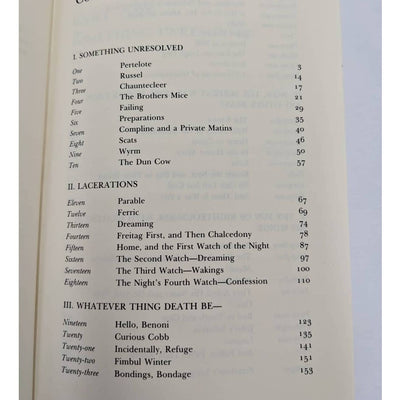 I. SOMETHING UNRESOLVED
One Pertelote 3
Two Russel 14
Three Chauntecleer 17
Four The Brothers Mice 21
Five Failing 29
Six Preparations 35
Seven Compline and a Private Matins 40
Eight Scats 46
Nine Wyrm 50
Ten The Dun Cow 57
II. LACERATIONS
Eleven Parable 67
Twelve Ferric 69
Thirteen Dreaming 74
Fourteen Freitag First, and Then Chalcedony 78
Fifteen Home, and the First Watch of the Night 87
Sixteen The Second Watch—Dreaming 97
Seventeen The Third Watch—Wakings 100
Eighteen The Night's Fourth Watch—Confession 110
III. WHATEVER THING DEATH BE—
Nineteen Hello, Benoni 123
Twenty Curious Cobb 135
Twenty-one Incidentally, Refuge 141
Twenty-two Fimbul Winter 151
Twenty-three Bondings, Bondage 153